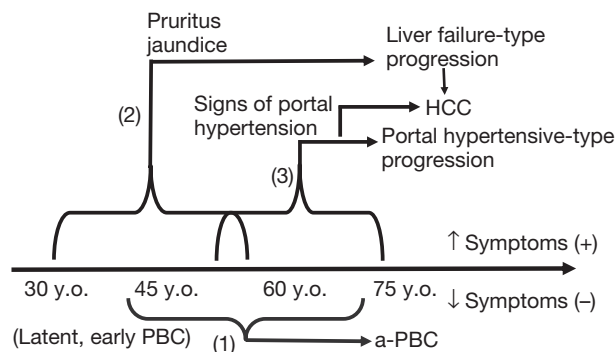 Pruritus
jaundice
Liver failure-type
progression
(2)
Signs of portal
hypertension
HCC
Portal hypertensive-type
progression
(3)
↑ Symptoms (+)
30 y.o. 45 y.o. 60 y.o. 75 y.o.
↓ Symptoms (–)
(Latent, early PBC) (1) a-PBC